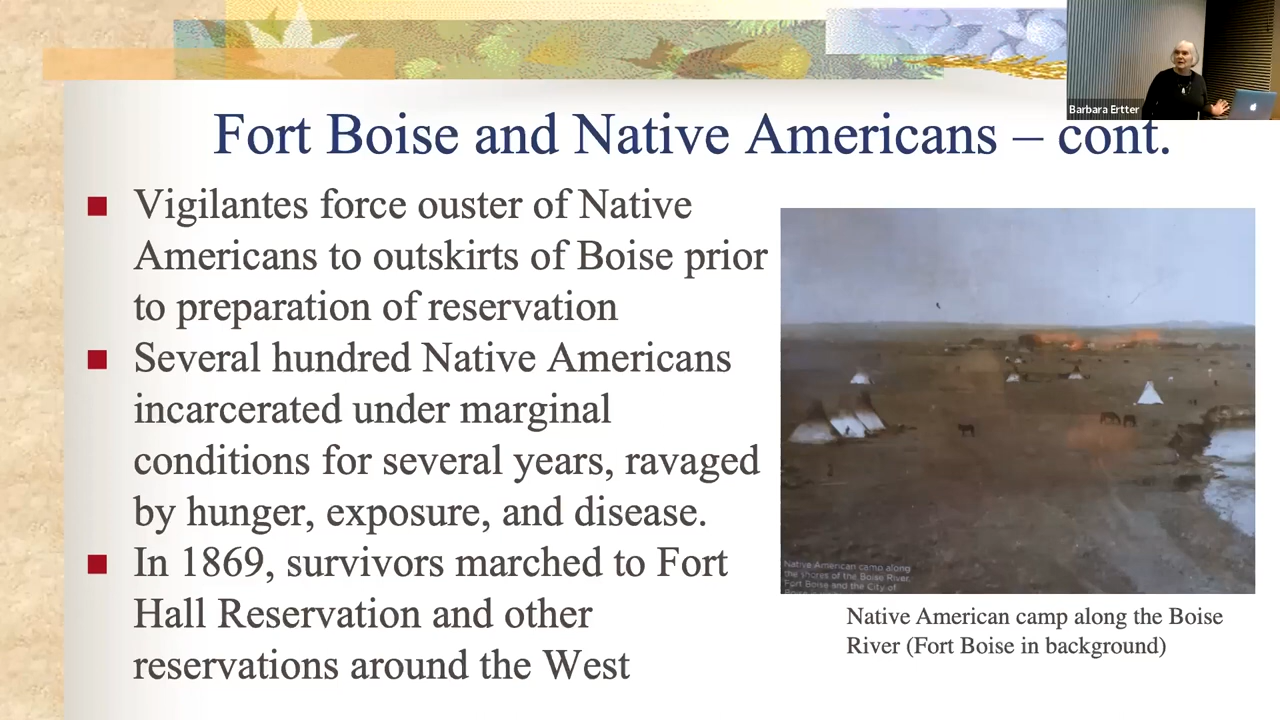 Barbara Ertter
Fort Boise and Native Americans – cont.
Vigilantes force ouster of Native
Americans to outskirts of Boise prior
to preparation of reservation
Several hundred Native Americans
incarcerated under marginal
conditions for several years, ravaged
by hunger, exposure, and disease.
In 1869, survivors marched to Fort
Hall Reservation and other
reservations around the West
Native American camp along
the shores of the Boise River,
Fort Boise and the City of
Native American camp along the Boise
River (Fort Boise in background)